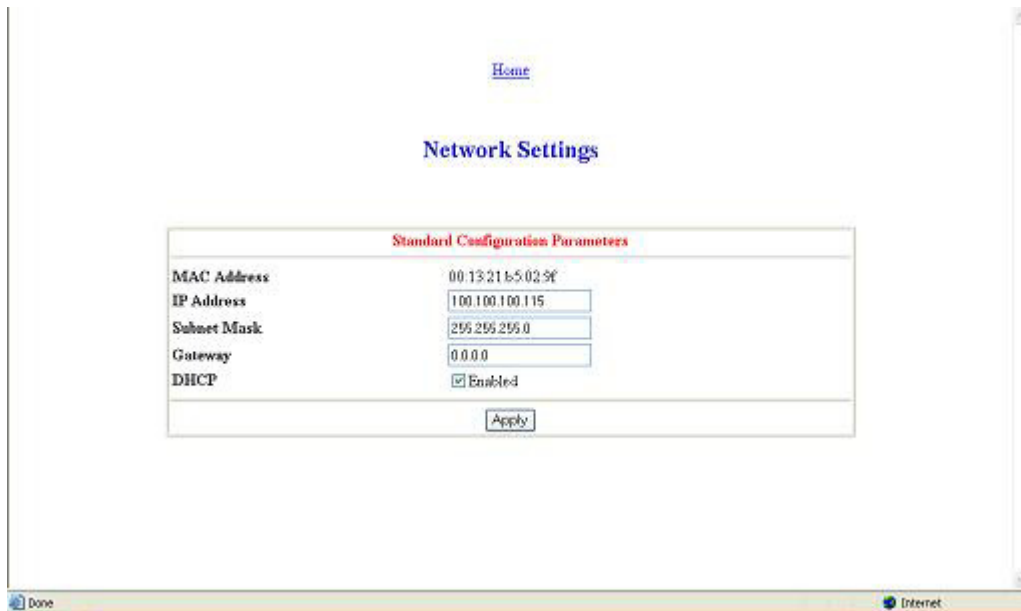 Home
Network Settings
Standard Configuration Parameters
MAC Address 00:13:21:b5:02:9f
IP Address 100.100.100.115
Subnet Mask 255.255.255.0
Gateway 0.0.0.0
DHCP Enabled
Apply
Done Internet